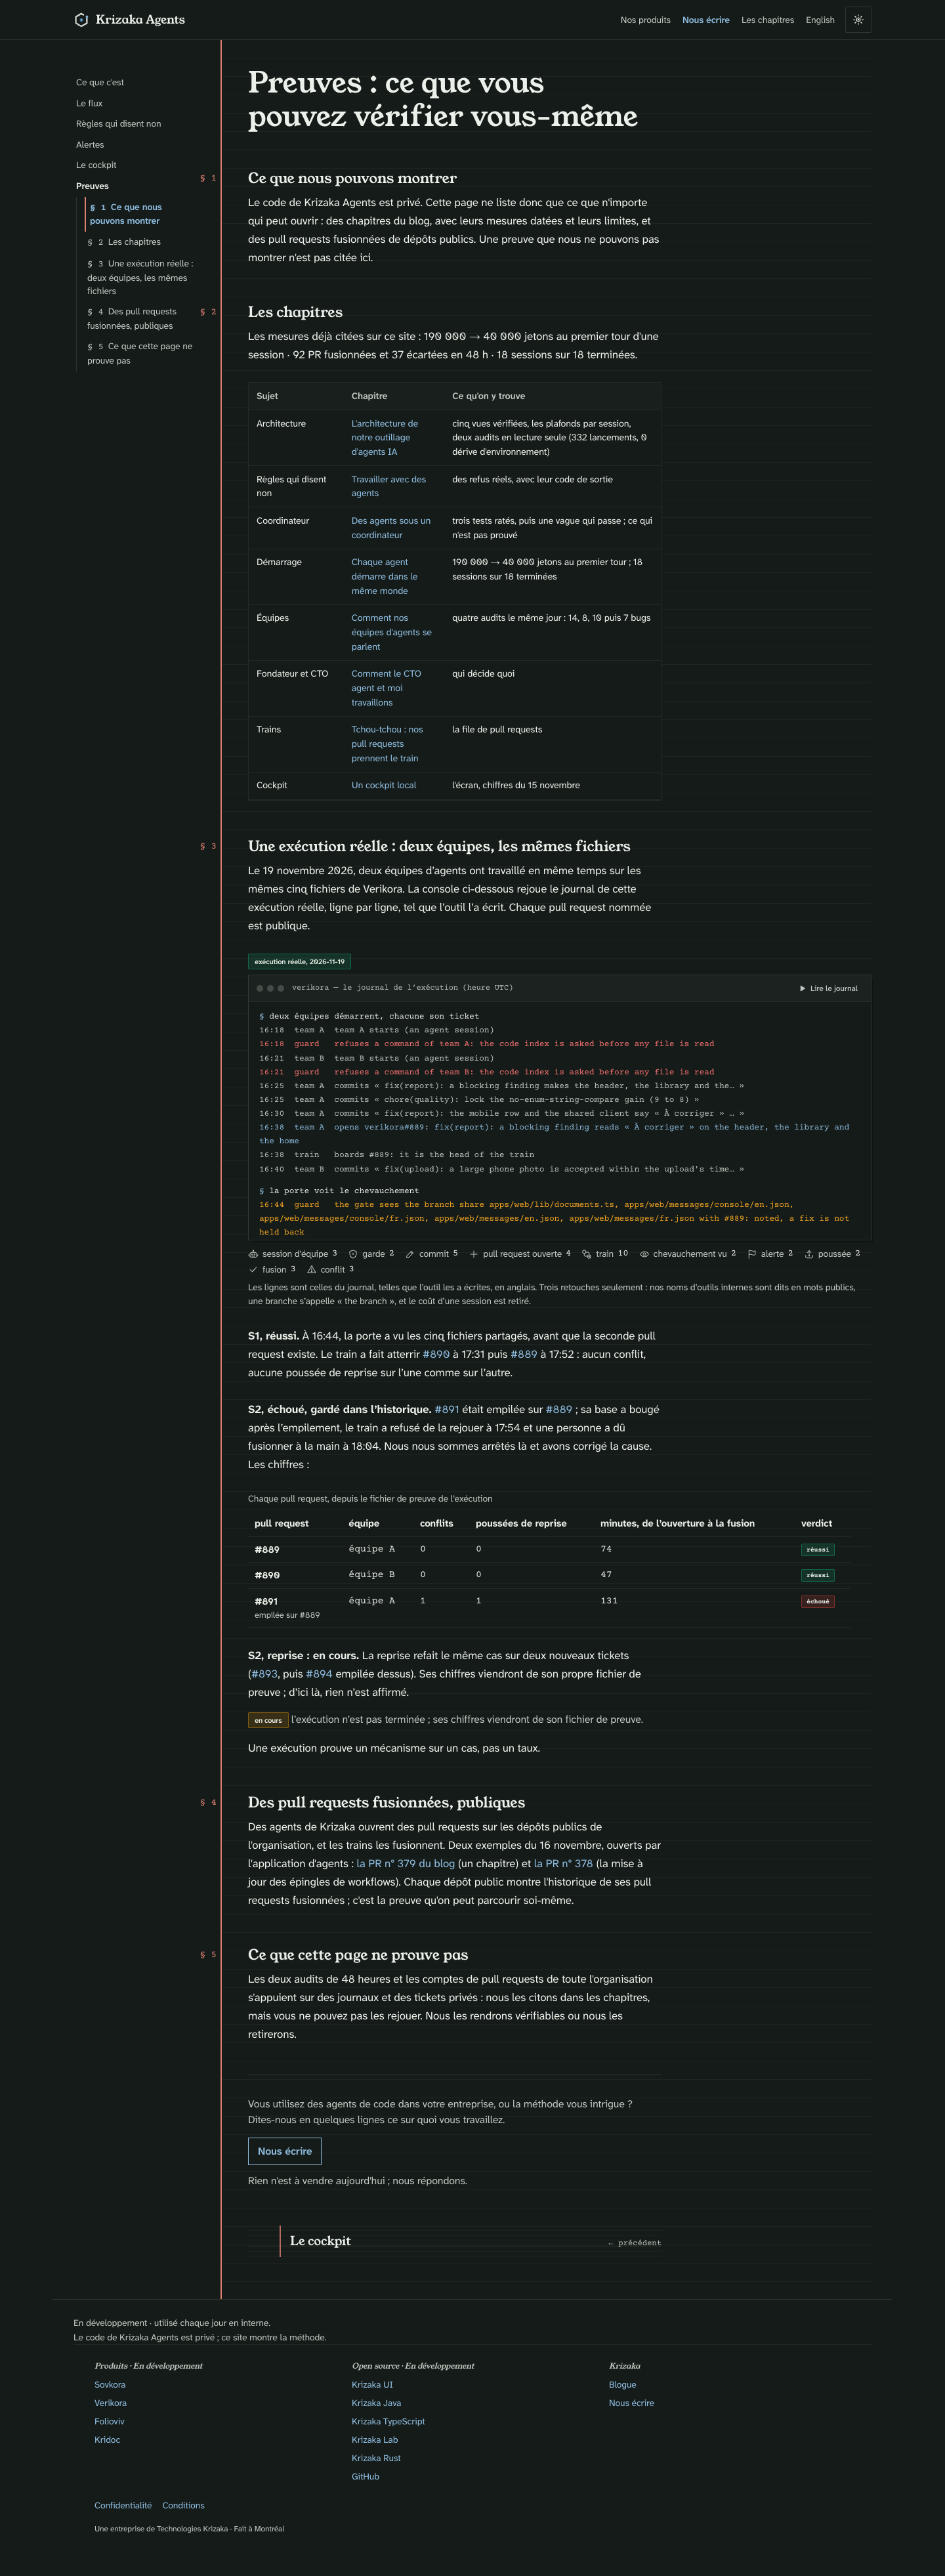 Krizaka Agents
Nos produits Nous écrire Les chapitres English
Ce que c'est
Le flux
Règles qui disent non
Alertes
Le cockpit
Preuves
§ 1 Ce que nous
pouvons montrer
§ 2 Les chapitres
§ 3 Une exécution réelle :
deux équipes, les mêmes
fichiers
§ 4 Des pull requests
fusionnées, publiques
§ 5 Ce que cette page ne
prouve pas
Preuves : ce que vous
pouvez vérifier vous-même
§ 1
Ce que nous pouvons montrer
Le code de Krizaka Agents est privé. Cette page ne liste donc que ce que n'importe
qui peut ouvrir : des chapitres du blog, avec leurs mesures datées et leurs limites, et
des pull requests fusionnées de dépôts publics. Une preuve que nous ne pouvons pas
montrer n'est pas citée ici.
§ 2
Les chapitres
Les mesures déjà citées sur ce site : 190 000 → 40 000 jetons au premier tour d'une
session · 92 PR fusionnées et 37 écartées en 48 h · 18 sessions sur 18 terminées.
Sujet Chapitre Ce qu'on y trouve
Architecture
L'architecture de
notre outillage
d'agents IA
cinq vues vérifiées, les plafonds par session,
deux audits en lecture seule (332 lancements, 0
dérive d'environnement)
Règles qui disent
non
Travailler avec des
agents
des refus réels, avec leur code de sortie
Coordinateur
Des agents sous un
coordinateur
trois tests ratés, puis une vague qui passe ; ce qui
n'est pas prouvé
Démarrage
Chaque agent
démarre dans le
même monde
190 000 → 40 000 jetons au premier tour ; 18
sessions sur 18 terminées
Équipes
Comment nos
équipes d'agents se
parlent
quatre audits le même jour : 14, 8, 10 puis 7 bugs
Fondateur et CTO
Comment le CTO
agent et moi
travaillons
qui décide quoi
Trains
Tchou-tchou : nos
pull requests
prennent le train
la file de pull requests
Cockpit
Un cockpit local
l'écran, chiffres du 15 novembre
§ 3
Une exécution réelle : deux équipes, les mêmes fichiers
Le 19 novembre 2026, deux équipes d'agents ont travaillé en même temps sur les
mêmes cinq fichiers de Verikora. La console ci-dessous rejoue le journal de cette
exécution réelle, ligne par ligne, tel que l'outil l'a écrit. Chaque pull request nommée
est publique.
exécution réelle, 2026-11-19
verikora — le journal de l'exécution (heure UTC) Lire le journal
§ deux équipes démarrent, chacune son ticket
16:18 team A team A starts (an agent session)
16:18 guard refuses a command of team A: the code index is asked before any file is read
16:21 team B team B starts (an agent session)
16:21 guard refuses a command of team B: the code index is asked before any file is read
16:25 team A commits « fix(report): a blocking finding makes the header, the library and the… »
16:25 team A commits « chore(quality): lock the no-enum-string-compare gain (9 to 8) »
16:30 team A commits « fix(report): the mobile row and the shared client say « À corriger » … »
16:38 team A opens verikora#889: fix(report): a blocking finding reads « À corriger » on the header, the library and
the home
16:38 train boards #889: it is the head of the train
16:40 team B commits « fix(upload): a large phone photo is accepted within the upload's time… »
§ la porte voit le chevauchement
16:44 guard the gate sees the branch share apps/web/lib/documents.ts, apps/web/messages/console/en.json,
apps/web/messages/console/fr.json, apps/web/messages/en.json, apps/web/messages/fr.json with #889: noted, a fix is not
held back
session d'équipe 3 garde 2 commit 5 pull request ouverte 4 train 10 chevauchement vu 2 alerte 2 poussée 2
fusion 3 conflit 3
Les lignes sont celles du journal, telles que l'outil les a écrites, en anglais. Trois retouches seulement : nos noms d'outils internes sont dits en mots publics,
une branche s'appelle « the branch », et le coût d'une session est retiré.
S1, réussi. À 16:44, la porte a vu les cinq fichiers partagés, avant que la seconde pull
request existe. Le train a fait atterrir #890 à 17:31 puis #889 à 17:52 : aucun conflit,
aucune poussée de reprise sur l'une comme sur l'autre.
S2, échoué, gardé dans l'historique. #891 était empilée sur #889 ; sa base a bougé
après l'empilement, le train a refusé de la rejouer à 17:54 et une personne a dû
fusionner à la main à 18:04. Nous nous sommes arrêtés là et avons corrigé la cause.
Les chiffres :
Chaque pull request, depuis le fichier de preuve de l'exécution
pull request équipe conflits poussées de reprise minutes, de l'ouverture à la fusion verdict
#889 équipe A 0 0 74 réussi
#890 équipe B 0 0 47 réussi
#891 équipe A 1 1 131 échoué
empilée sur #889
S2, reprise : en cours. La reprise refait le même cas sur deux nouveaux tickets
(#893, puis #894 empilée dessus). Ses chiffres viendront de son propre fichier de
preuve ; d'ici là, rien n'est affirmé.
en cours l'exécution n'est pas terminée ; ses chiffres viendront de son fichier de preuve.
Une exécution prouve un mécanisme sur un cas, pas un taux.
§ 4
Des pull requests fusionnées, publiques
Des agents de Krizaka ouvrent des pull requests sur les dépôts publics de
l'organisation, et les trains les fusionnent. Deux exemples du 16 novembre, ouverts par
l'application d'agents : la PR n° 379 du blog (un chapitre) et la PR n° 378 (la mise à
jour des épingles de workflows). Chaque dépôt public montre l'historique de ses pull
requests fusionnées ; c'est la preuve qu'on peut parcourir soi-même.
§ 5
Ce que cette page ne prouve pas
Les deux audits de 48 heures et les comptes de pull requests de toute l'organisation
s'appuient sur des journaux et des tickets privés : nous les citons dans les chapitres,
mais vous ne pouvez pas les rejouer. Nous les rendrons vérifiables ou nous les
retirerons.
Vous utilisez des agents de code dans votre entreprise, ou la méthode vous intrigue ?
Dites-nous en quelques lignes ce sur quoi vous travaillez.
Nous écrire
Rien n'est à vendre aujourd'hui ; nous répondons.
Le cockpit ← précédent
En développement · utilisé chaque jour en interne.
Le code de Krizaka Agents est privé ; ce site montre la méthode.
Produits · En développement
Sovkora
Verikora
Folioviv
Kridoc
Open source · En développement
Krizaka UI
Krizaka Java
Krizaka TypeScript
Krizaka Lab
Krizaka Rust
GitHub
Krizaka
Blogue
Nous écrire
Confidentialité Conditions
Une entreprise de Technologies Krizaka · Fait à Montréal